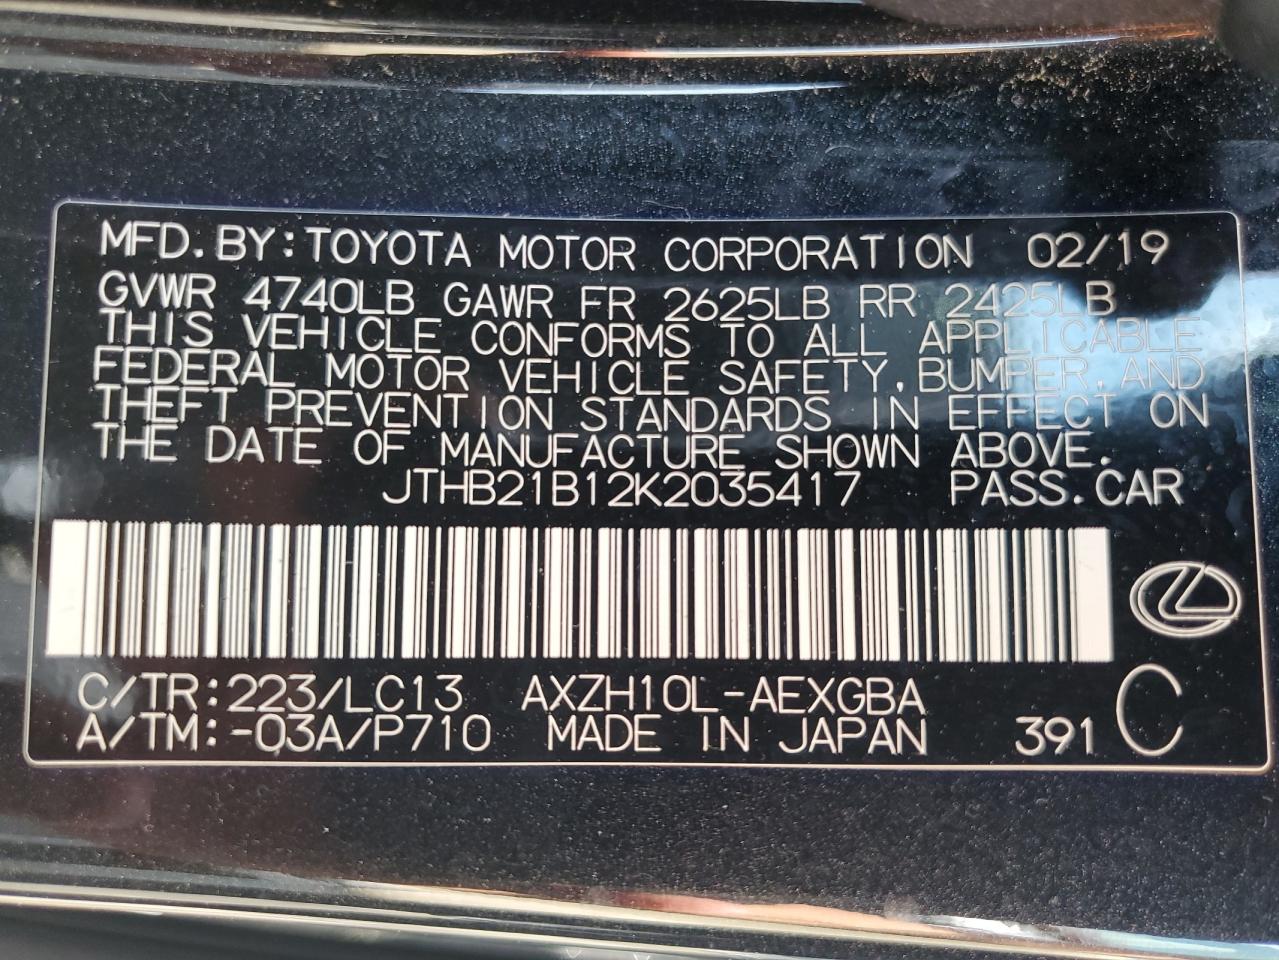 MFD.BY:TOYOTA MOTOR CORPORATION 02/19
GVWR 4740LB GAWR FR 2625LB RR 2425LB
THIS VEHICLE CONFORMS TO ALL APPLICABLE
FEDERAL MOTOR VEHICLE SAFETY,BUMPER,AND
THEFT PREVENTION STANDARDS IN EFFECT ON
THE DATE OF MANUFACTURE SHOWN ABOVE.
JTHB21B12K2035417 PASS.CAR
C/TR:223/LC13 AXZH10L-AEXGBA
A/TM:-03A/P710 MADE IN JAPAN 391 C